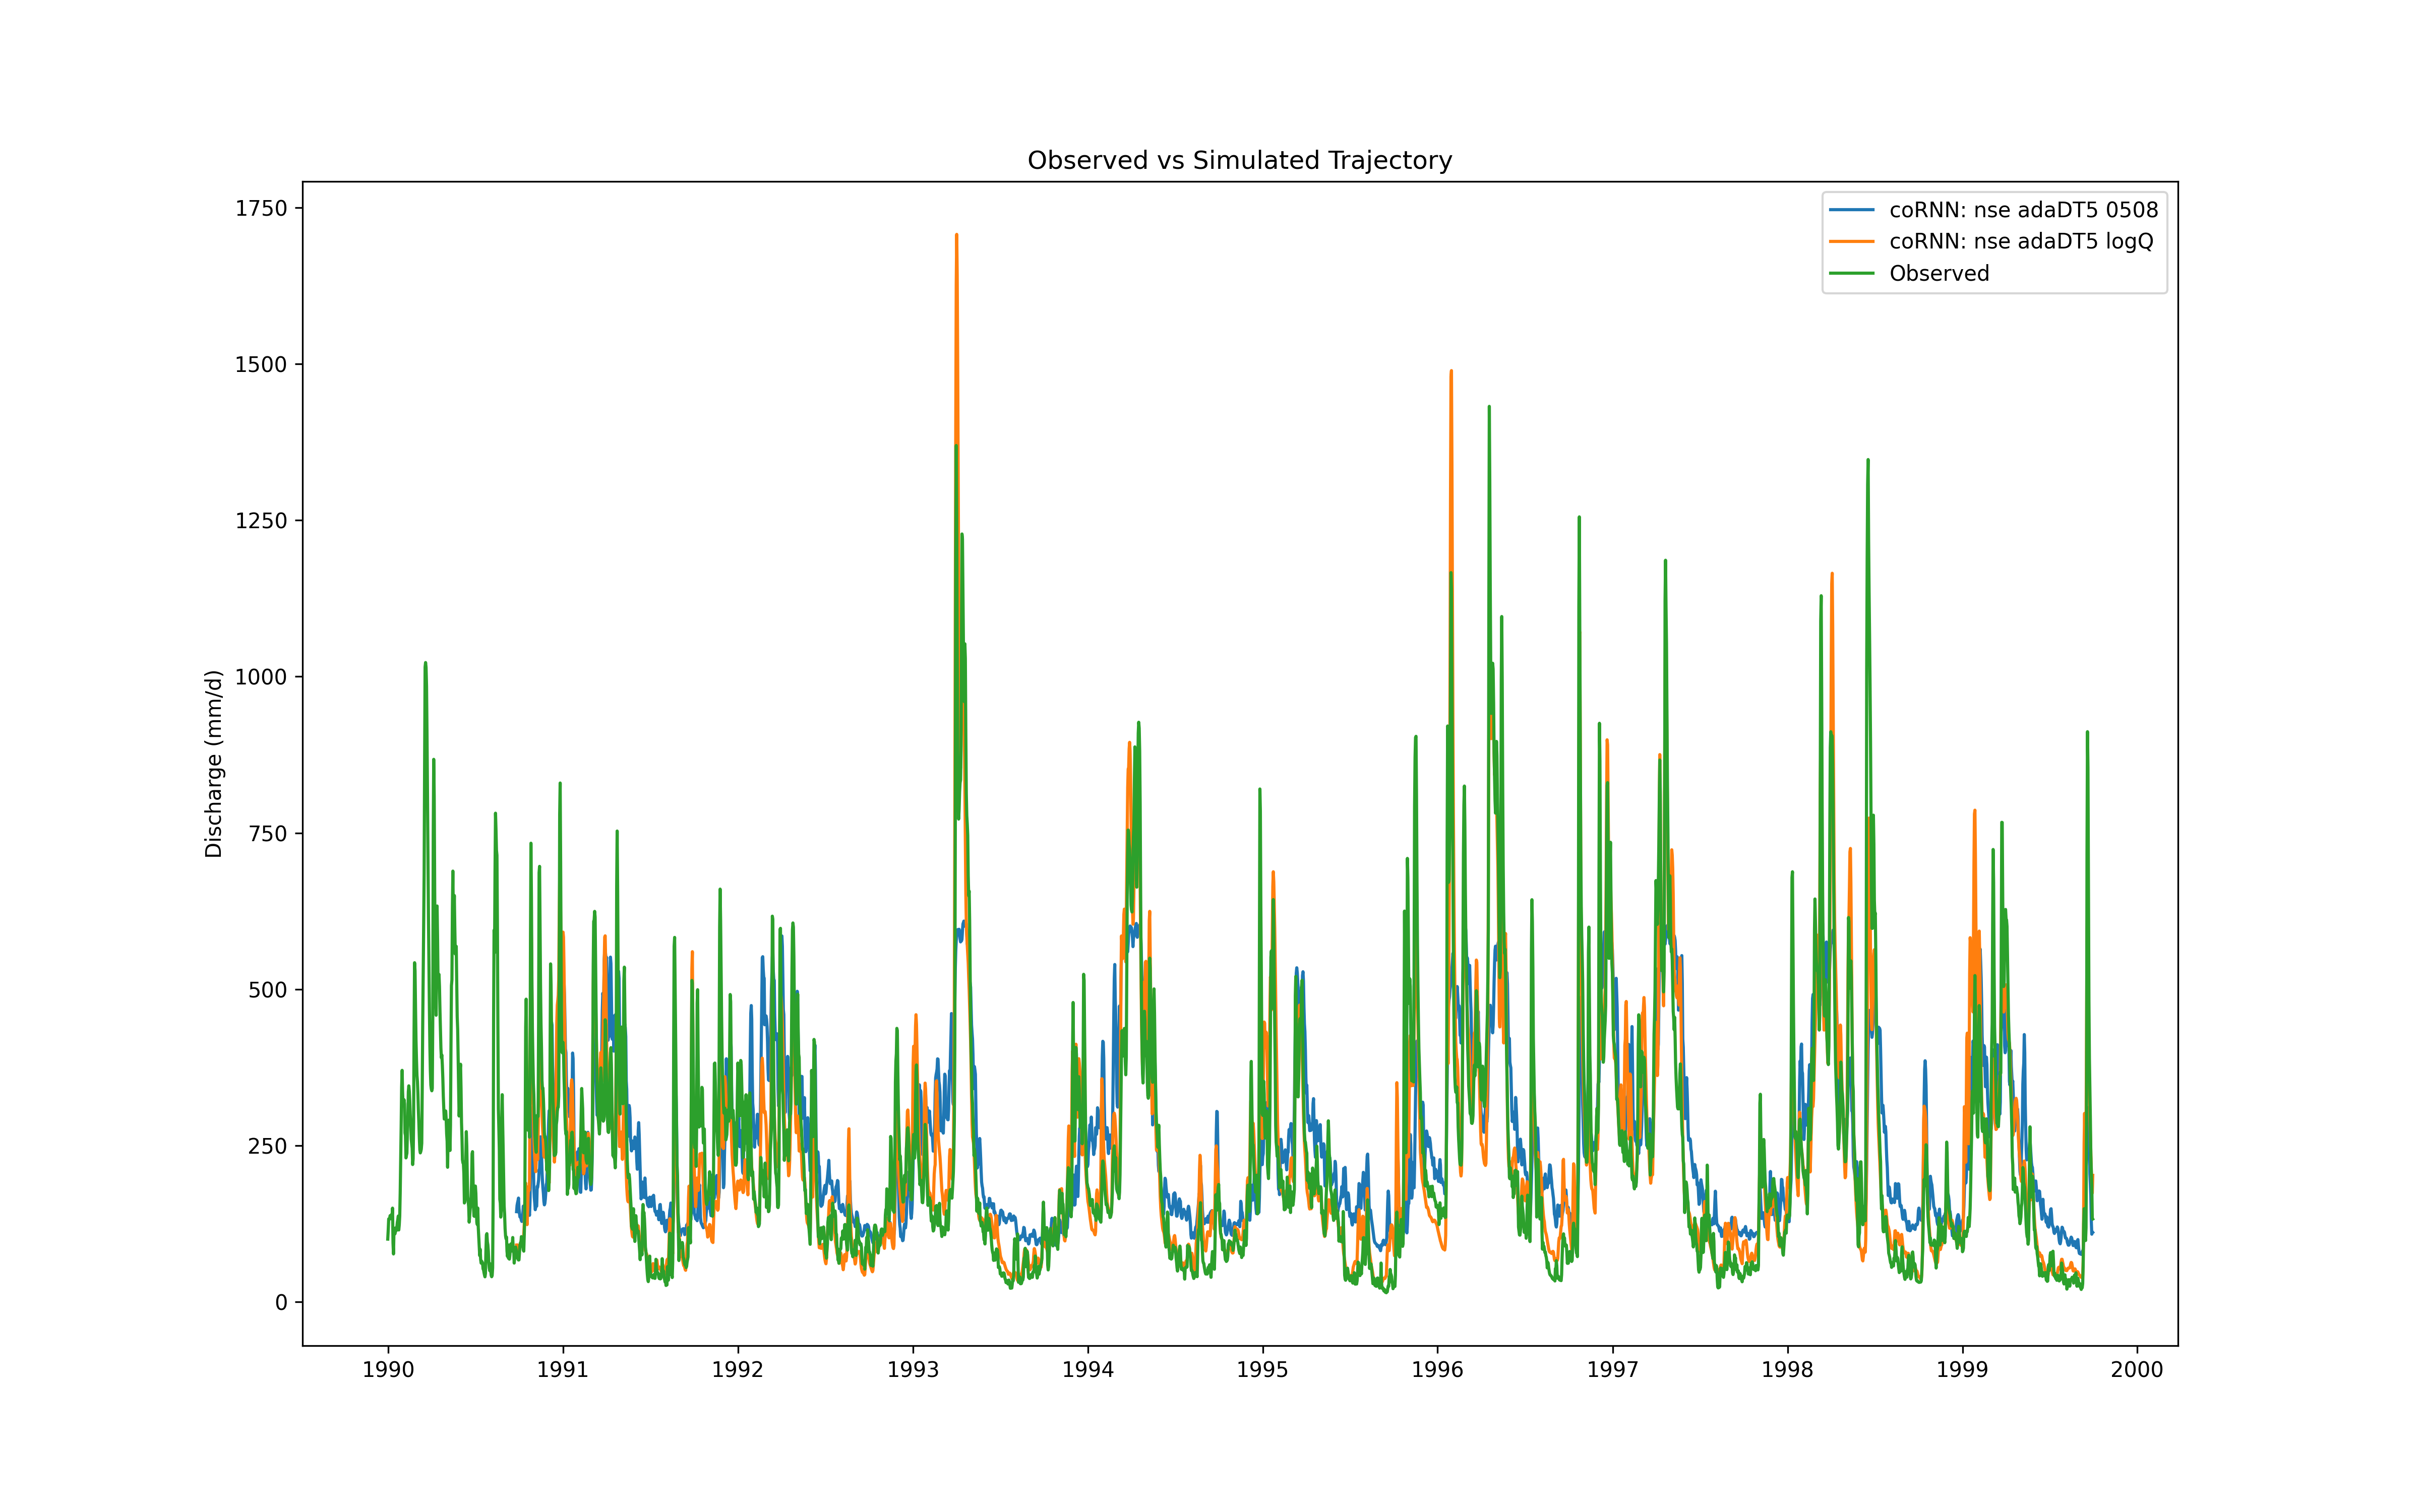 Observed vs Simulated Trajectory
coRNN: nse adaDT5 0508
coRNN: nse adaDT5 logQ
Observed
Discharge (mm/d)
1750
1500
1250
1000
750
500
250
0
1990 1991 1992 1993 1994 1995 1996 1997 1998 1999 2000